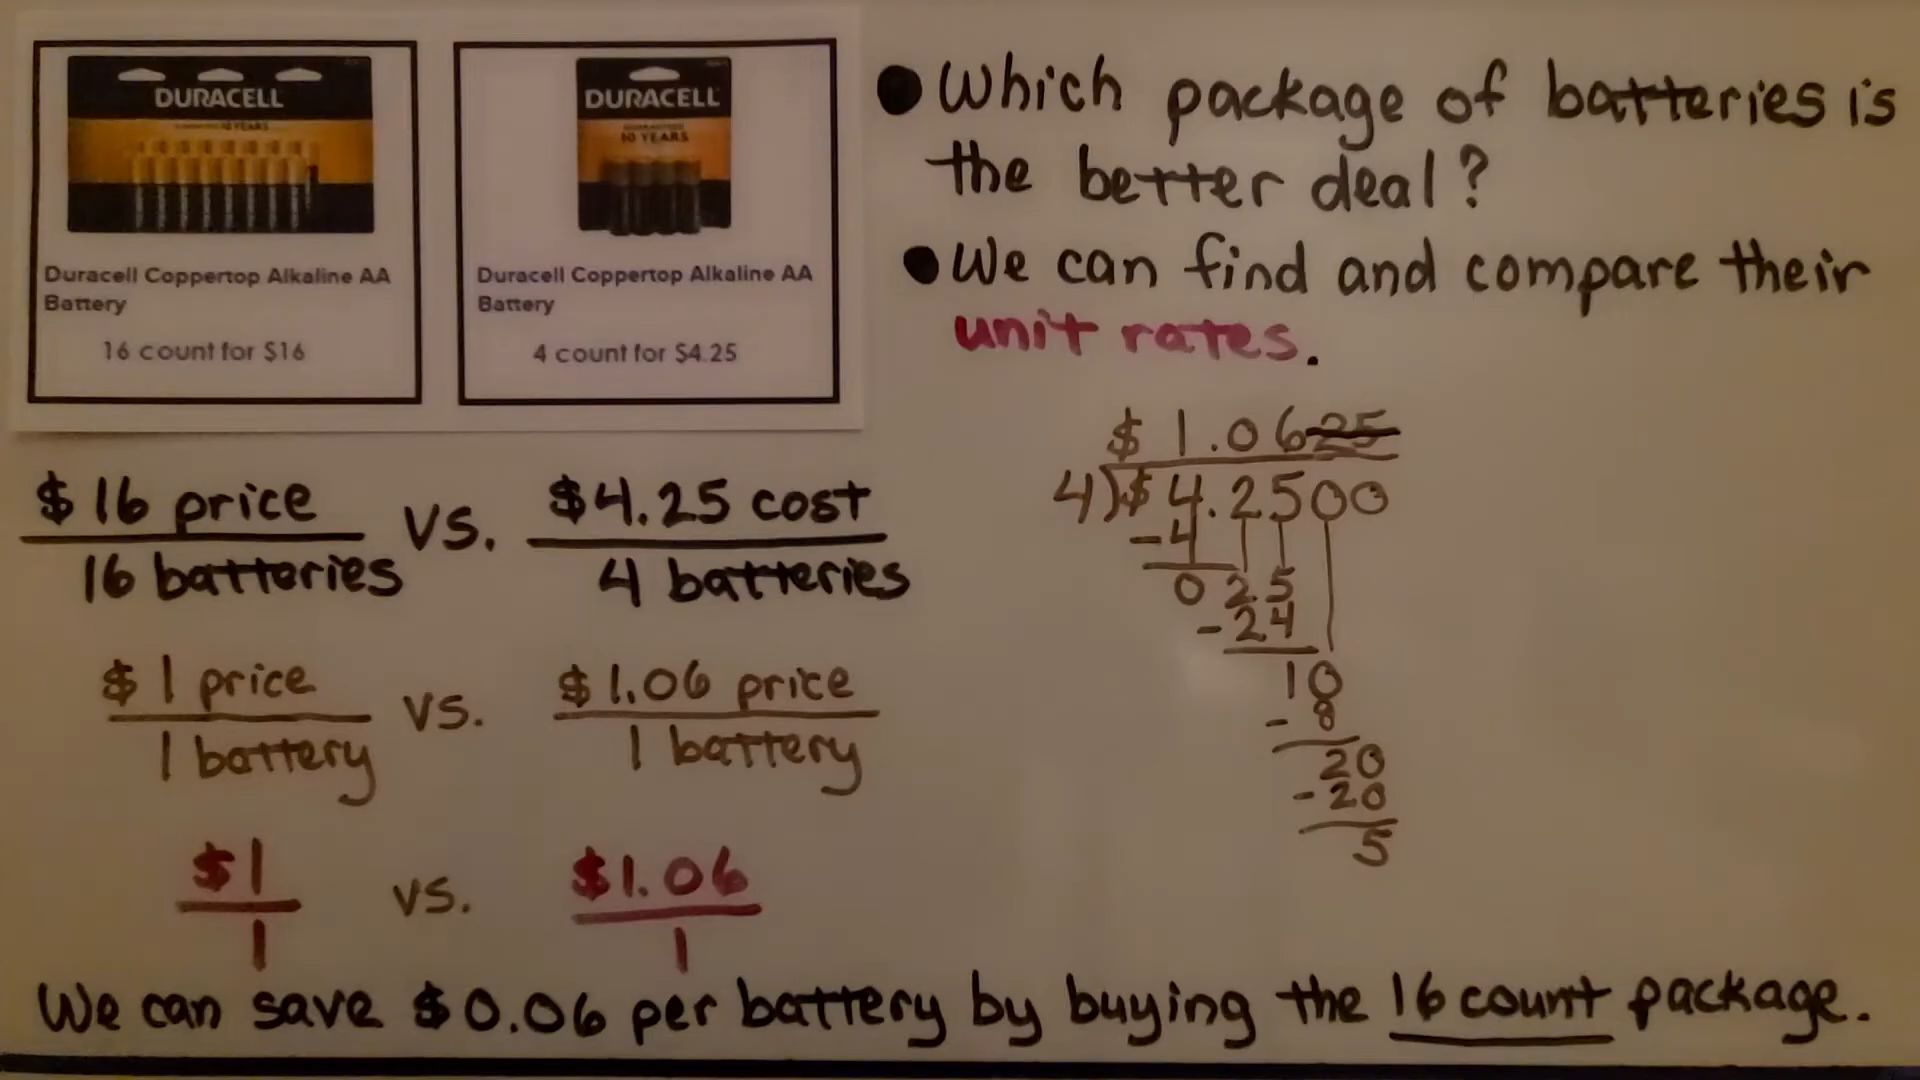 DURACELL
10 YEARS
Duracell Coppertop Alkaline AA
Battery
16 count for $16
DURACELL
10 YEARS
Duracell Coppertop Alkaline AA
Battery
4 count for $4.25
● Which package of batteries is
the better deal?
● We can find and compare their
unit rates.
$16 price
16 batteries
vs.
$4.25 cost
4 batteries
$1 price
1 battery
vs.
$1.06 price
1 battery
$1
1
vs.
$1.06
1
$ 1.0625
4)$4.2500
-4
0 25
-24
10
- 8
20
-20
5
We can save $0.06 per battery by buying the 16 count package.